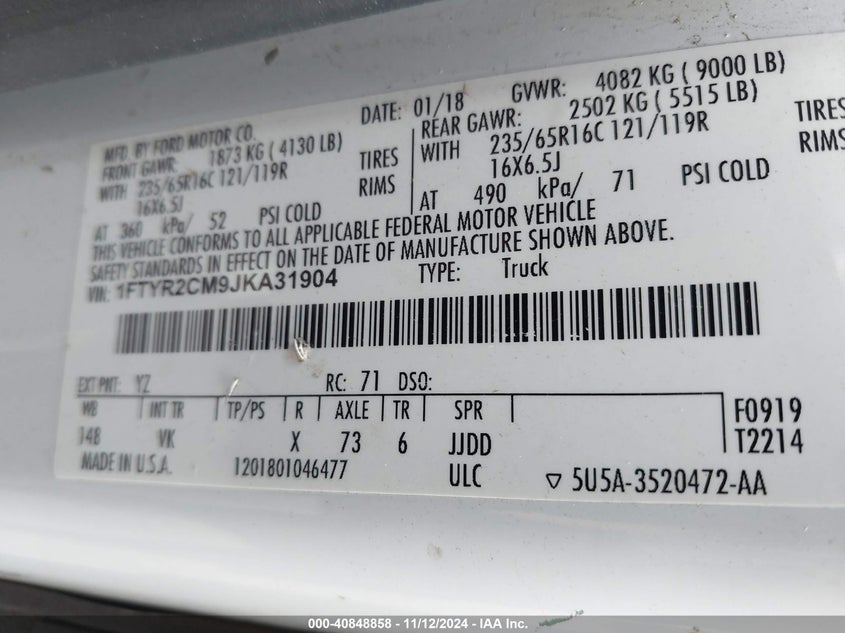 MFD. BY FORD MOTOR CO.
DATE: 01/18 GVWR: 4082 KG ( 9000 LB)
FRONT GAWR: 1873 KG ( 4130 LB)
REAR GAWR: 2502 KG ( 5515 LB)
WITH 235/65R16C 121/119R TIRES
WITH 235/65R16C 121/119R TIRES
16X6.5J RIMS
16X6.5J RIMS
AT 360 kPa/ 52 PSI COLD
AT 490 kPa/ 71 PSI COLD
THIS VEHICLE CONFORMS TO ALL APPLICABLE FEDERAL MOTOR VEHICLE
SAFETY STANDARDS IN EFFECT ON THE DATE OF MANUFACTURE SHOWN ABOVE.
VIN: 1FTYR2CM9JKA31904 TYPE: Truck
EXT PNT: YZ RC: 71 DSO:
WB INT TR TP/PS R AXLE TR SPR F0919
148 VK X 73 6 JJDD T2214
MADE IN U.S.A. 1201801046477 ULC ▽ 5U5A-3520472-AA
000-40848858 - 11/12/2024 - IAA Inc.